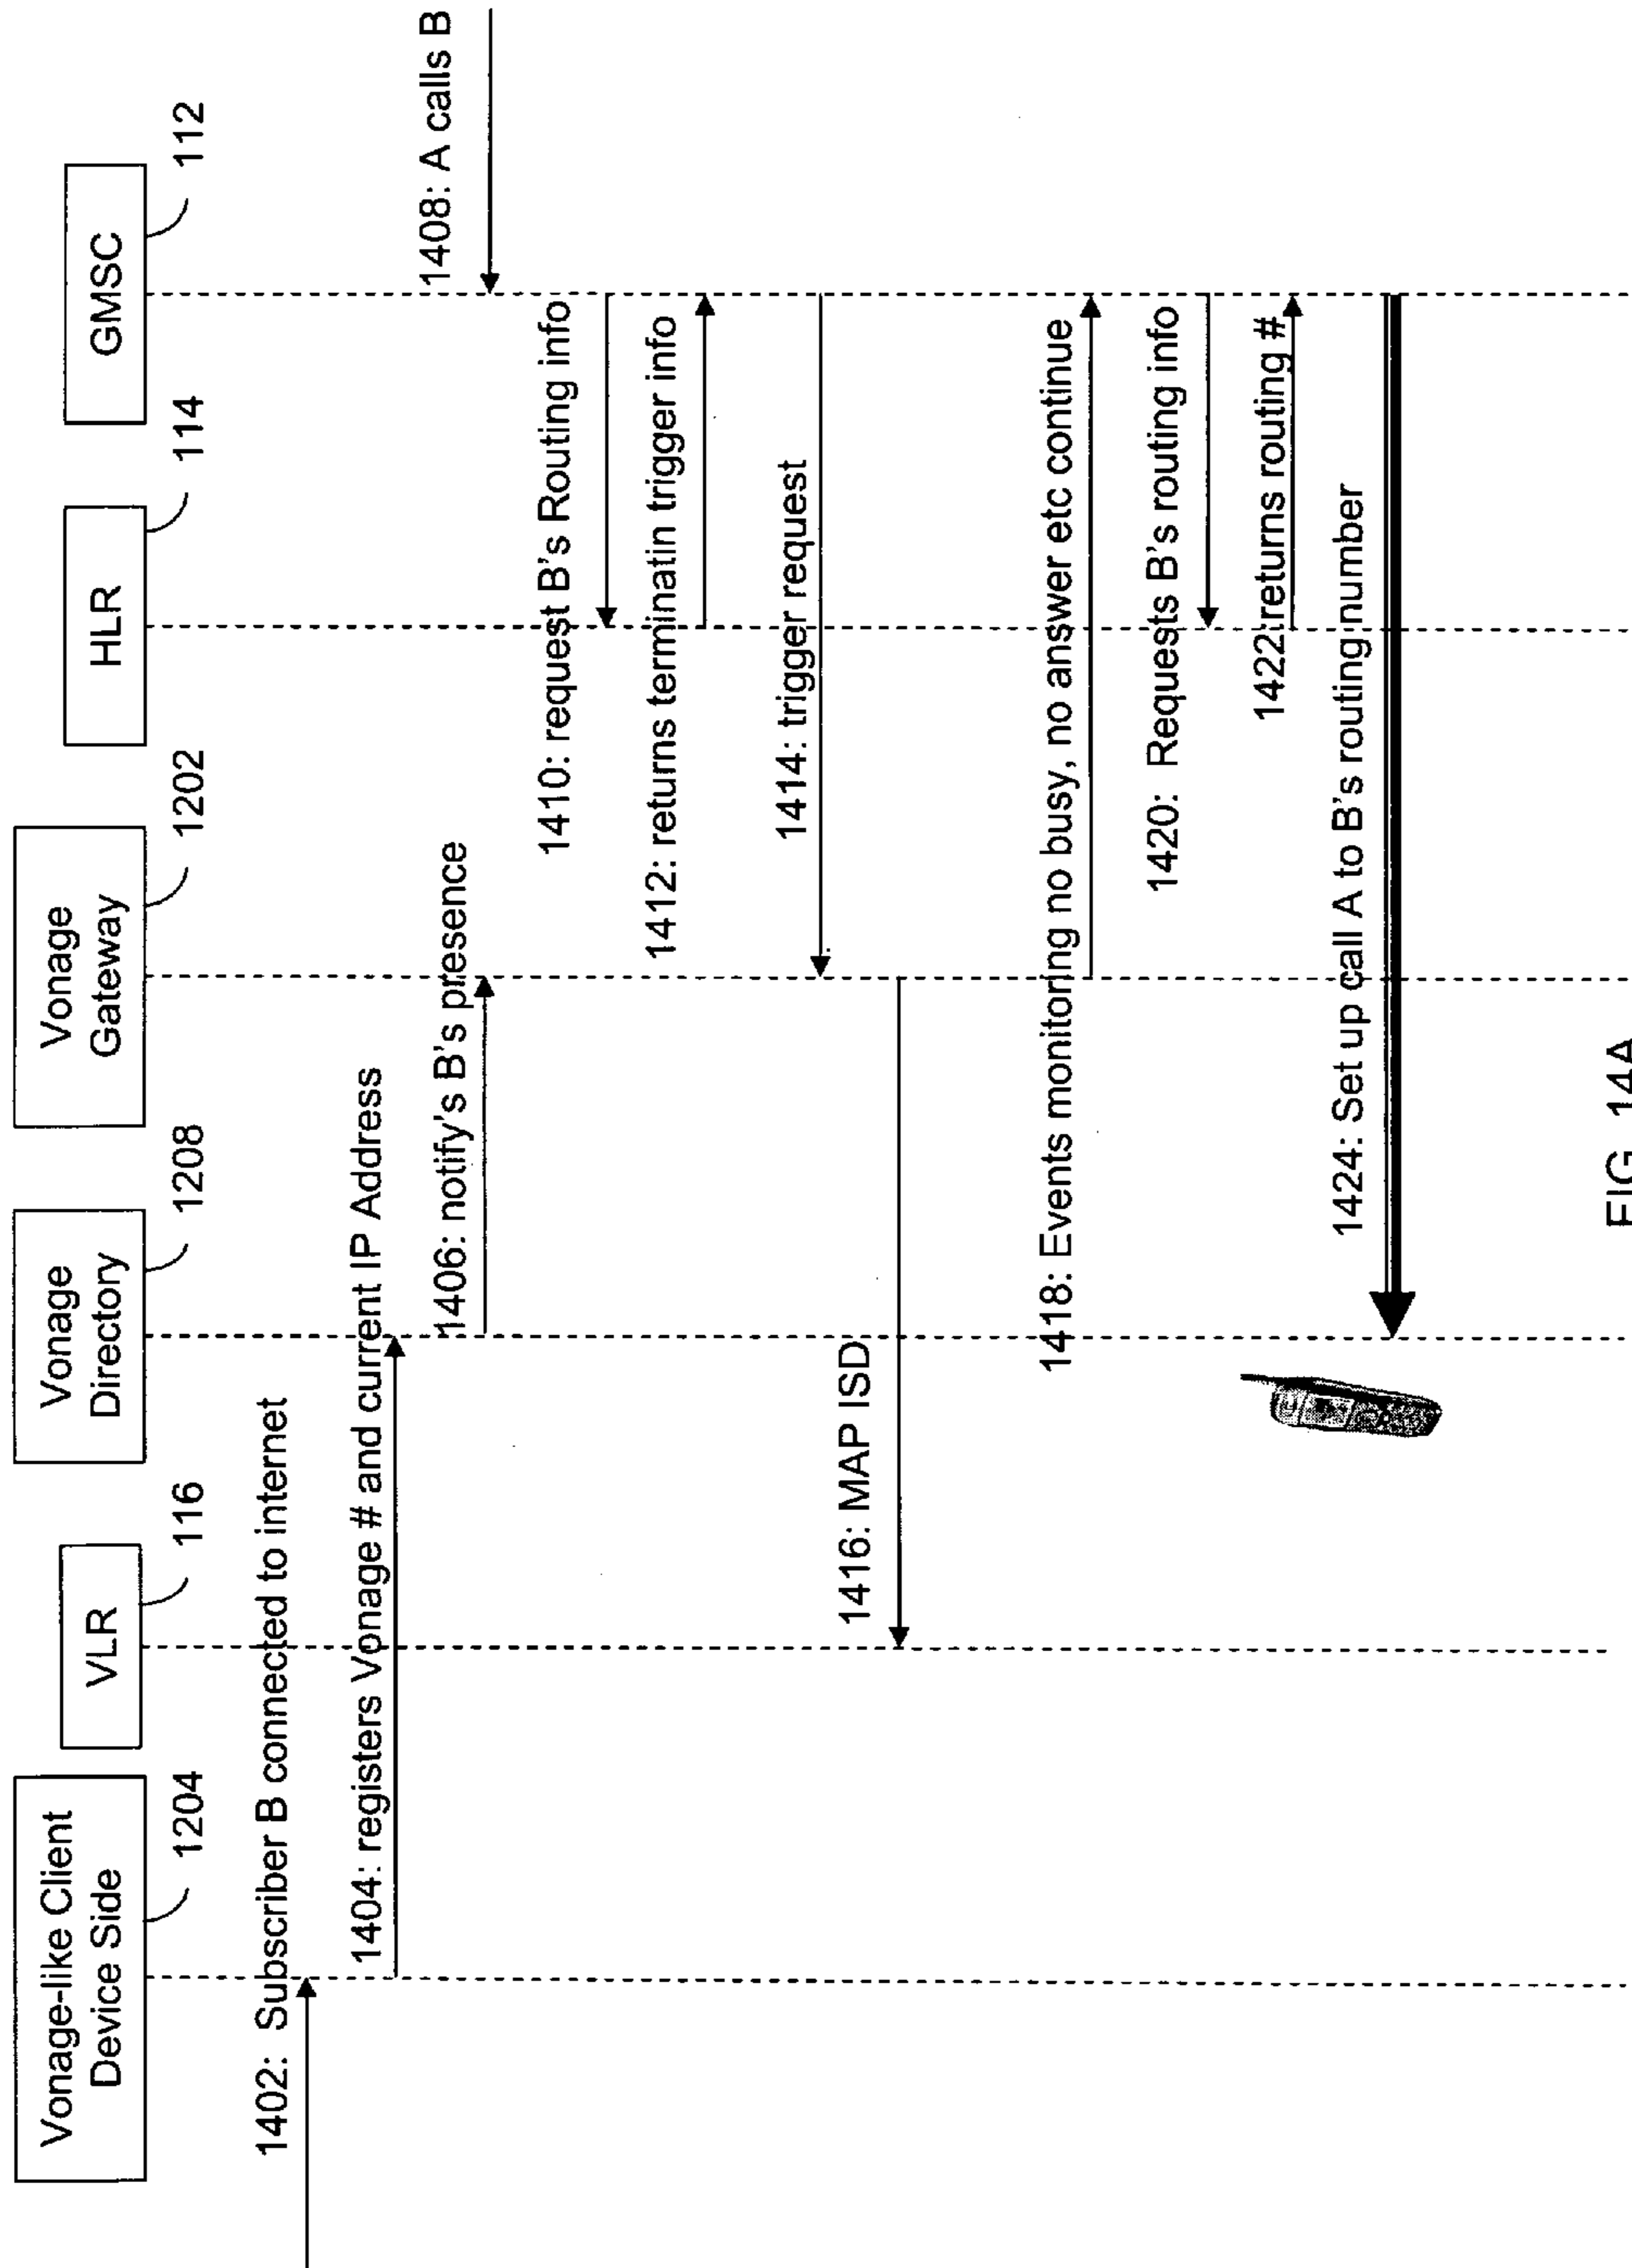 Vonage-like Client
Device Side
1204
VLR
116
Vonage
Directory
1208
Vonage
Gateway
1202
HLR
114
GMSC
112
1402: Subscriber B connected to internet
1404: registers Vonage # and current IP Address
1406: notify's B's presence
1408: A calls B
1410: request B's Routing info
1412: returns terminatin trigger info
1414: trigger request
1416: MAP ISD
1418: Events monitoring no busy, no answer etc continue
1420: Requests B's routing info
1422:returns routing #
1424: Set up call A to B's routing number
FIG. 14A